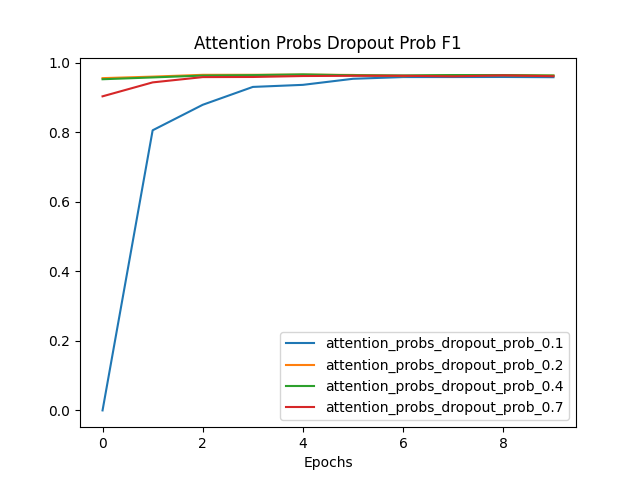 Attention Probs Dropout Prob F1
1.0
0.8
0.6
0.4
0.2
0.0
attention_probs_dropout_prob_0.1
attention_probs_dropout_prob_0.2
attention_probs_dropout_prob_0.4
attention_probs_dropout_prob_0.7
0 2 4 6 8
Epochs